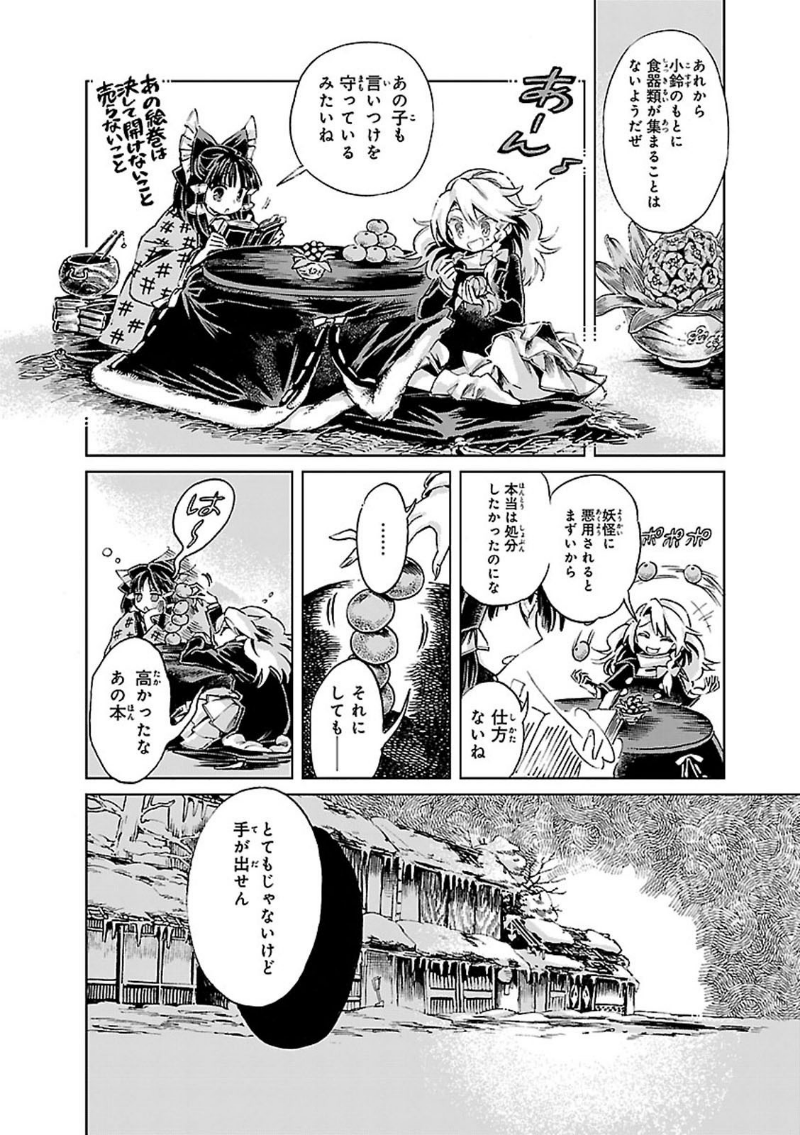 あれから
小鈴のもとに
食器類が集まることは
ないようだぜ
あーん♪
あの子も
言いつけを
守っている
みたいね
あの絵巻は
決して開けないこと
売らないこと
ポポポポ
妖怪に
悪用されると
まずいから
本当は処分
したかったのにな
仕方
ないね
……
それに
しても──
は〜
高かったな
あの本
とてもじゃないけど
手が出せん